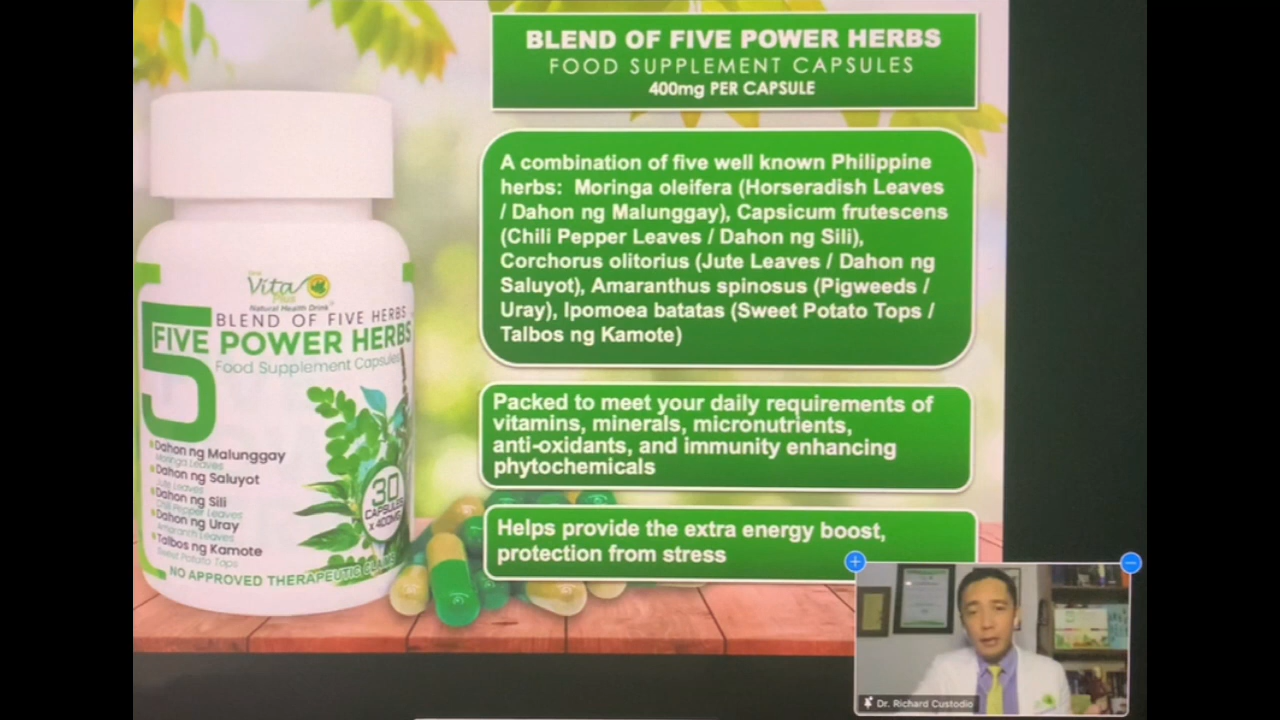 BLEND OF FIVE POWER HERBS
FOOD SUPPLEMENT CAPSULES
400mg PER CAPSULE
A combination of five well known Philippine
herbs: Moringa oleifera (Horseradish Leaves
/ Dahon ng Malunggay), Capsicum frutescens
(Chili Pepper Leaves / Dahon ng Sili),
Corchorus olitorius (Jute Leaves / Dahon ng
Saluyot), Amaranthus spinosus (Pigweeds /
Uray), Ipomoea batatas (Sweet Potato Tops /
Talbos ng Kamote)
Packed to meet your daily requirements of
vitamins, minerals, micronutrients,
anti-oxidants, and immunity enhancing
phytochemicals
Helps provide the extra energy boost,
protection from stress
Vita
Plus
Natural Health Drink
BLEND OF FIVE HERBS
5
FIVE POWER HERBS
Food Supplement Capsules
Dahon ng Malunggay
Moringa Leaves
Dahon ng Saluyot
Jute Leaves
Dahon ng Sili
Chili Pepper Leaves
Dahon ng Uray
Amaranth Leaves
Talbos ng Kamote
Sweet Potato Tops
30
CAPSULES
x 400MG
NO APPROVED THERAPEUTIC CLAIMS
Dr. Richard Custodio